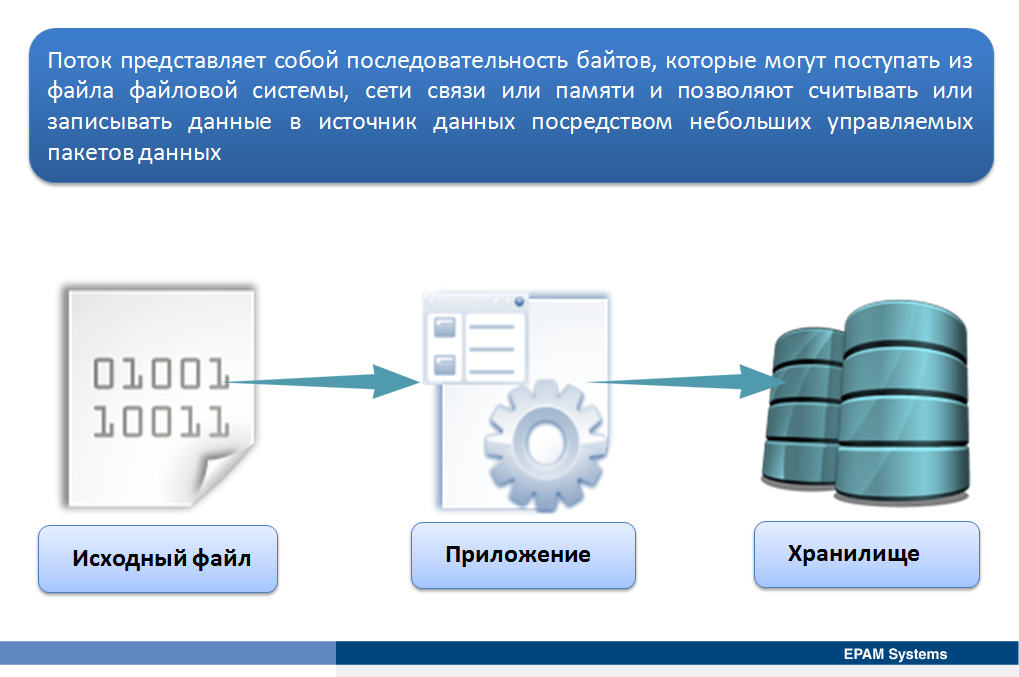 Поток представляет собой последовательность байтов, которые могут поступать из
файла файловой системы, сети связи или памяти и позволяют считывать или
записывать данные в источник данных посредством небольших управляемых
пакетов данных
01001
10011
Исходный файл
Приложение
Хранилище
EPAM Systems